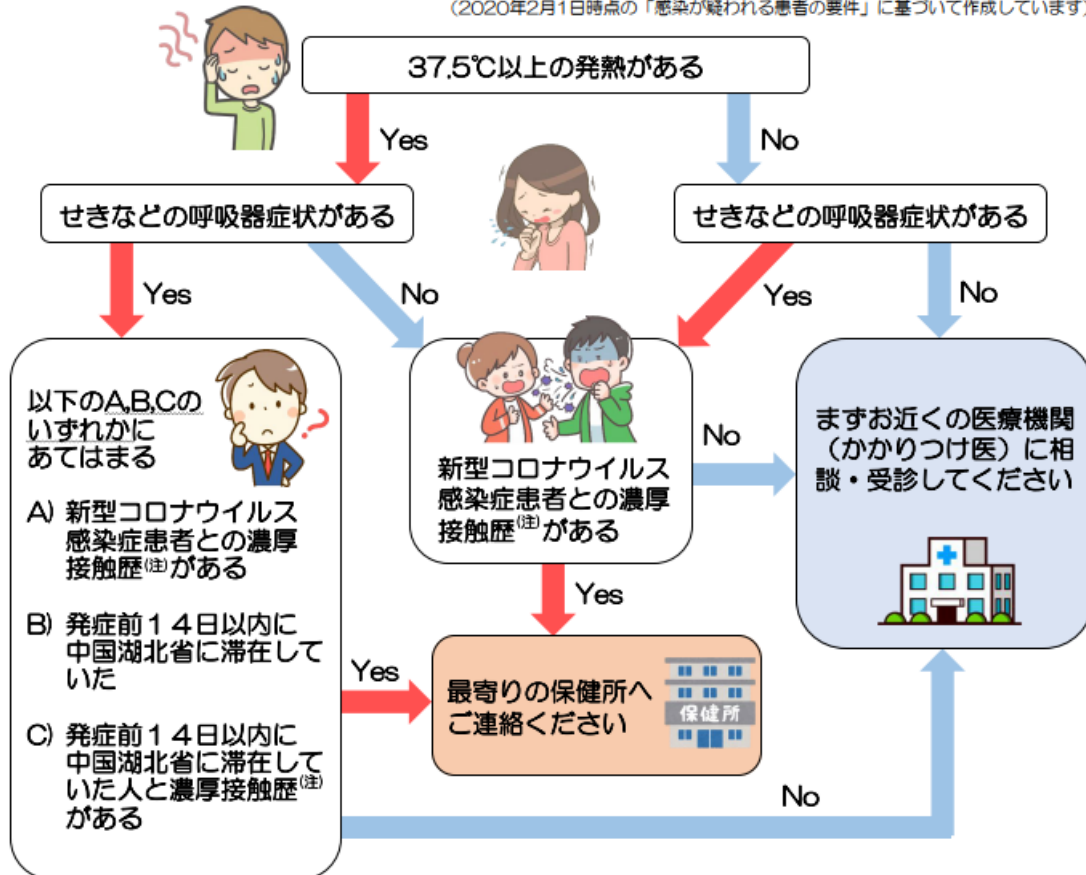 （2020年2月1日時点の「感染が疑われる患者の要件」に基づいて作成しています）
37.5℃以上の発熱がある
Yes
No
せきなどの呼吸器症状がある
せきなどの呼吸器症状がある
Yes
No
Yes
No
以下のA,B,Cの
いずれかに
あてはまる
A) 新型コロナウイルス
感染症患者との濃厚
接触歴(注)がある
B) 発症前１４日以内に
中国湖北省に滞在して
いた
C) 発症前１４日以内に
中国湖北省に滞在して
いた人と濃厚接触歴(注)
がある
新型コロナウイルス
感染症患者との濃厚
接触歴(注)がある
No
まずお近くの医療機関
（かかりつけ医）に相
談・受診してください
Yes
Yes
最寄りの保健所へ
ご連絡ください
保健所
No